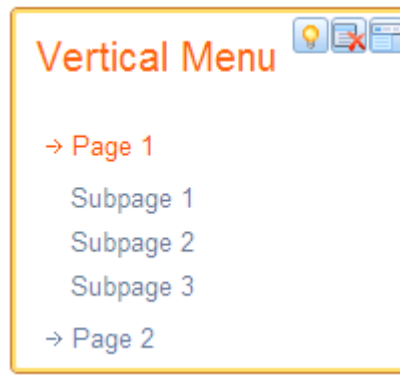 Vertical Menu
→ Page 1
Subpage 1
Subpage 2
Subpage 3
→ Page 2